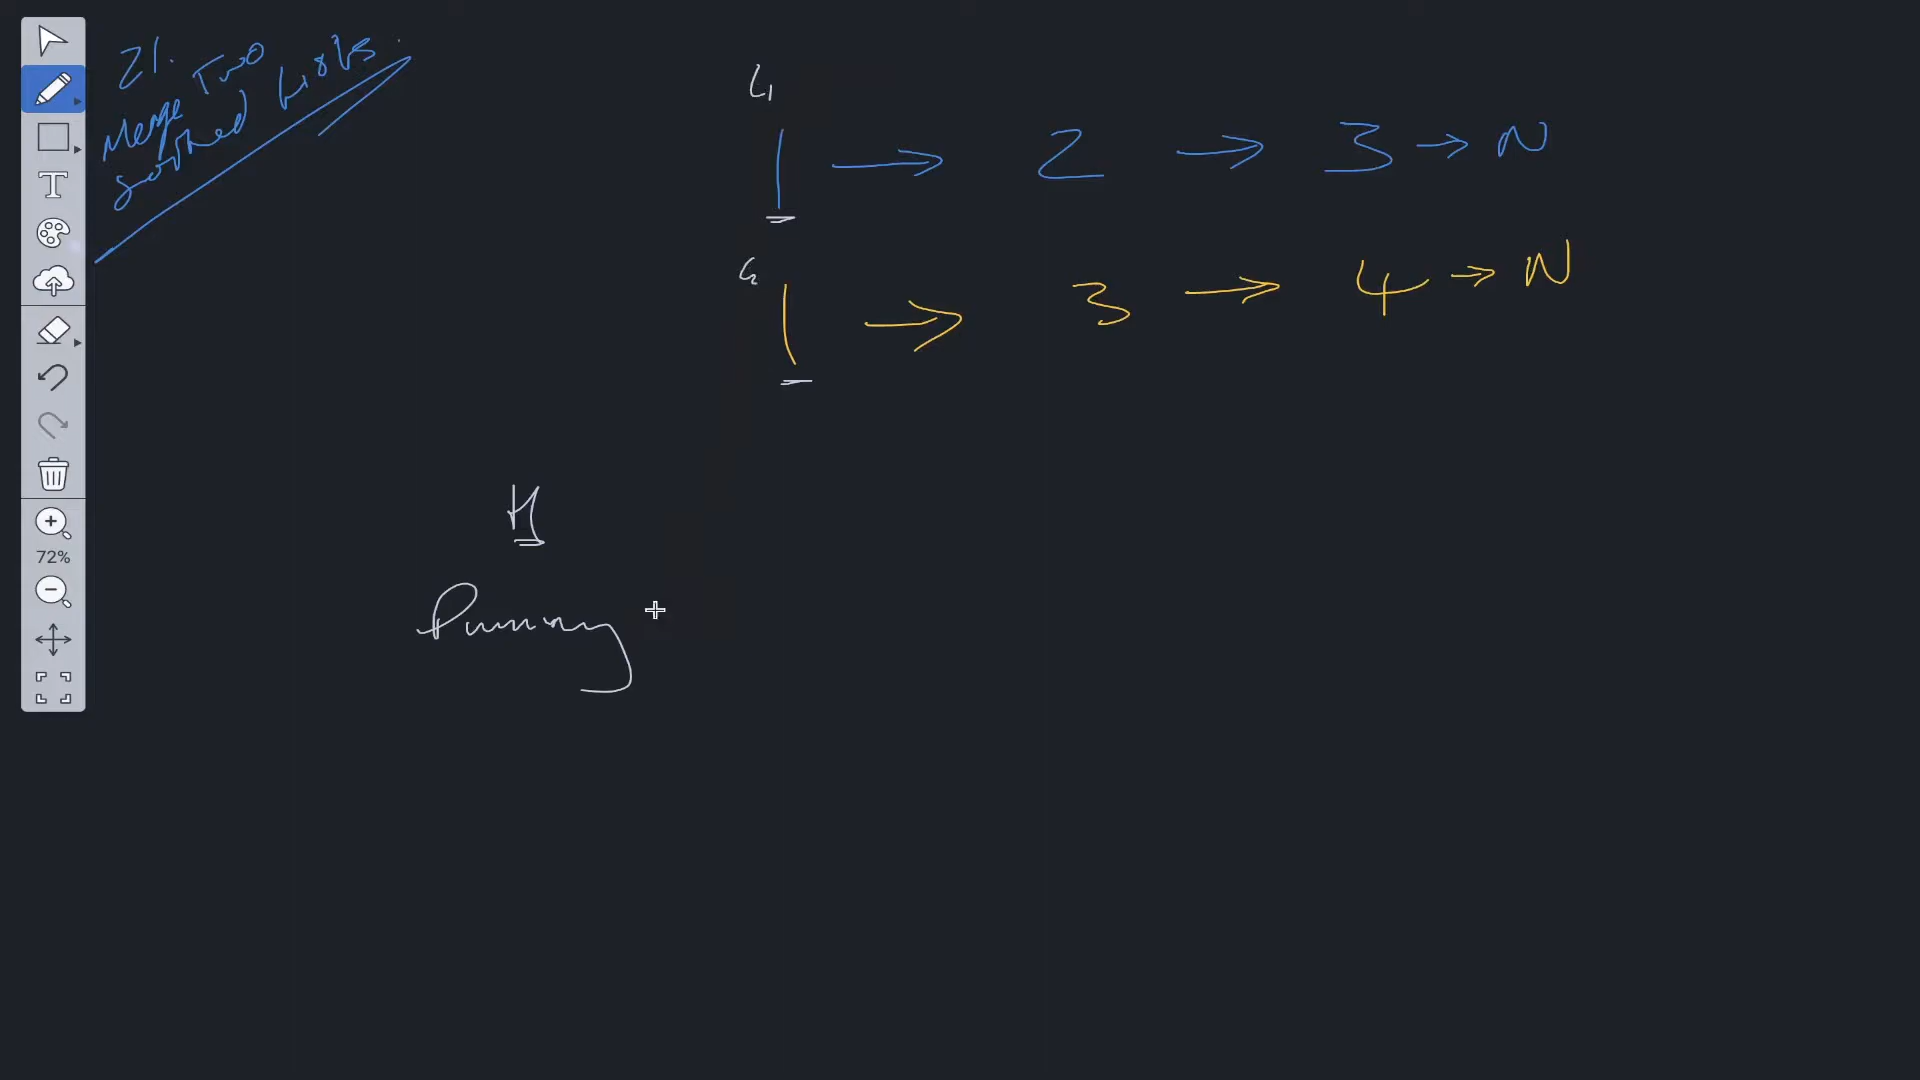 21.
Merge Two
sorted Lists.
L1
1 → 2 → 3 → N
L2
1 → 3 → 4 → N
H
Dummy
72%